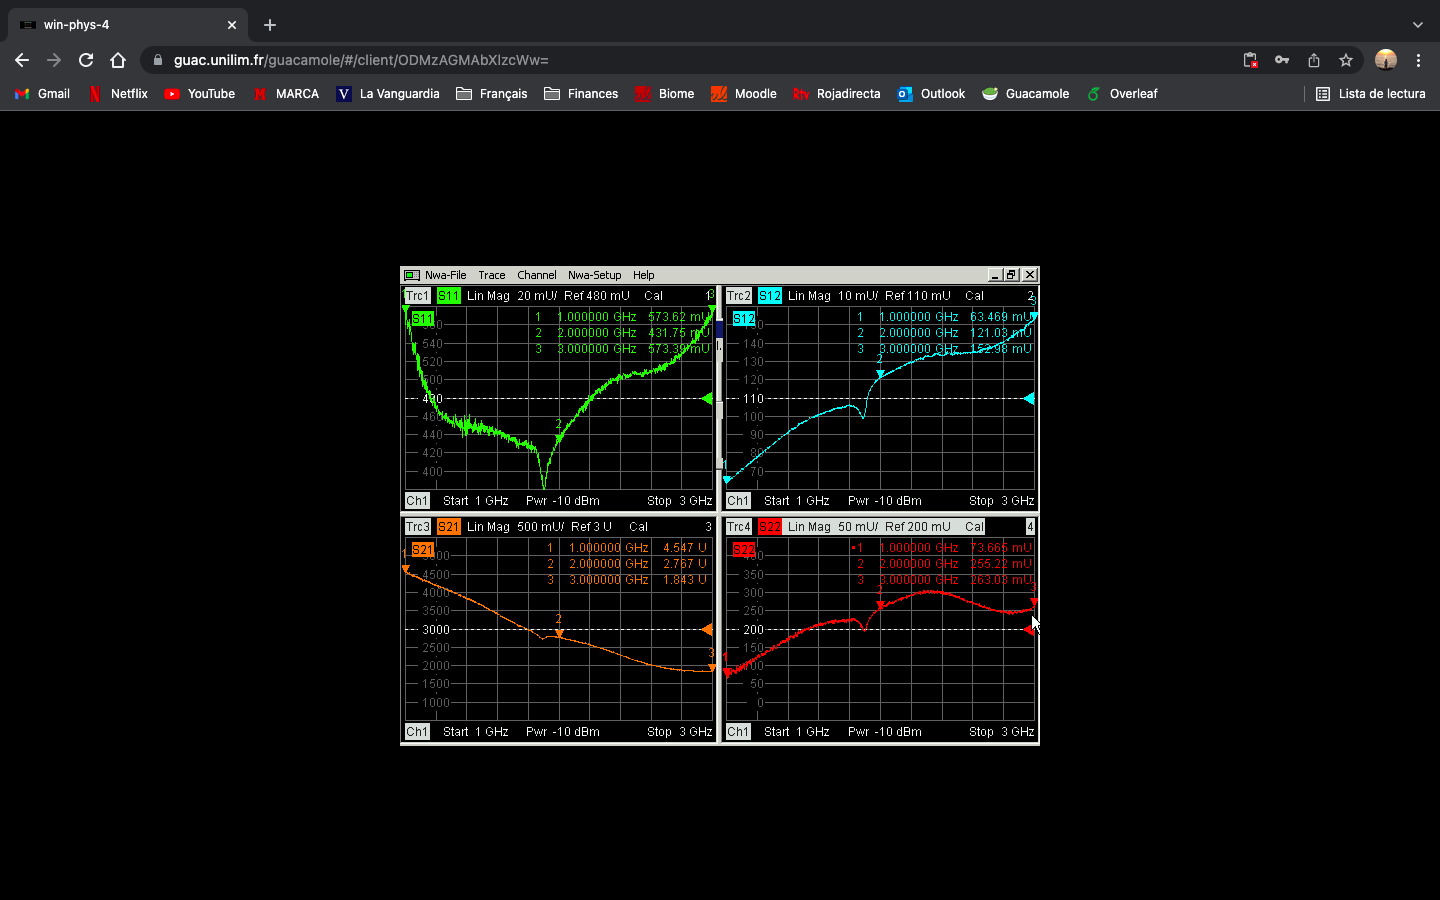 win-phys-4
guac.unilim.fr/guacamole/#/client/ODMzAGMAbXIzcWw=
Gmail Netflix YouTube MARCA La Vanguardia Français Finances Biome Moodle Rojadirecta Outlook Guacamole Overleaf Lista de lectura
Nwa-File Trace Channel Nwa-Setup Help
Trc1 S11 Lin Mag 20 mU/ Ref 480 mU Cal
S11
1 1.000000 GHz 573.62 mU
2 2.000000 GHz 431.75 mU
3 3.000000 GHz 573.39 mU
540
520
500
480
460
440
420
400
2
Ch1 Start 1 GHz Pwr -10 dBm Stop 3 GHz
Trc2 S12 Lin Mag 10 mU/ Ref 110 mU Cal 2
S12
1 1.000000 GHz 63.469 mU
2 2.000000 GHz 121.03 mU
3 3.000000 GHz 152.98 mU
150
140
130
120
110
100
90
80
70
2
1
Ch1 Start 1 GHz Pwr -10 dBm Stop 3 GHz
Trc3 S21 Lin Mag 500 mU/ Ref 3 U Cal 3
S21
1 1.000000 GHz 4.547 U
2 2.000000 GHz 2.767 U
3 3.000000 GHz 1.843 U
5000
4500
4000
3500
3000
2500
2000
1500
1000
1
2
3
Ch1 Start 1 GHz Pwr -10 dBm Stop 3 GHz
Trc4 S22 Lin Mag 50 mU/ Ref 200 mU Cal 4
S22
•1 1.000000 GHz 73.665 mU
2 2.000000 GHz 255.22 mU
3 3.000000 GHz 263.03 mU
400
350
300
250
200
150
100
50
0
Ch1 Start 1 GHz Pwr -10 dBm Stop 3 GHz